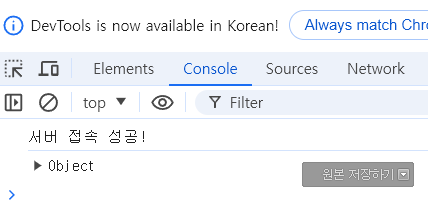 DevTools is now available in Korean!
Always match Chro
Elements
Console
Sources
Network
top
Filter
서버 접속 성공!
Object
원본 저장하기